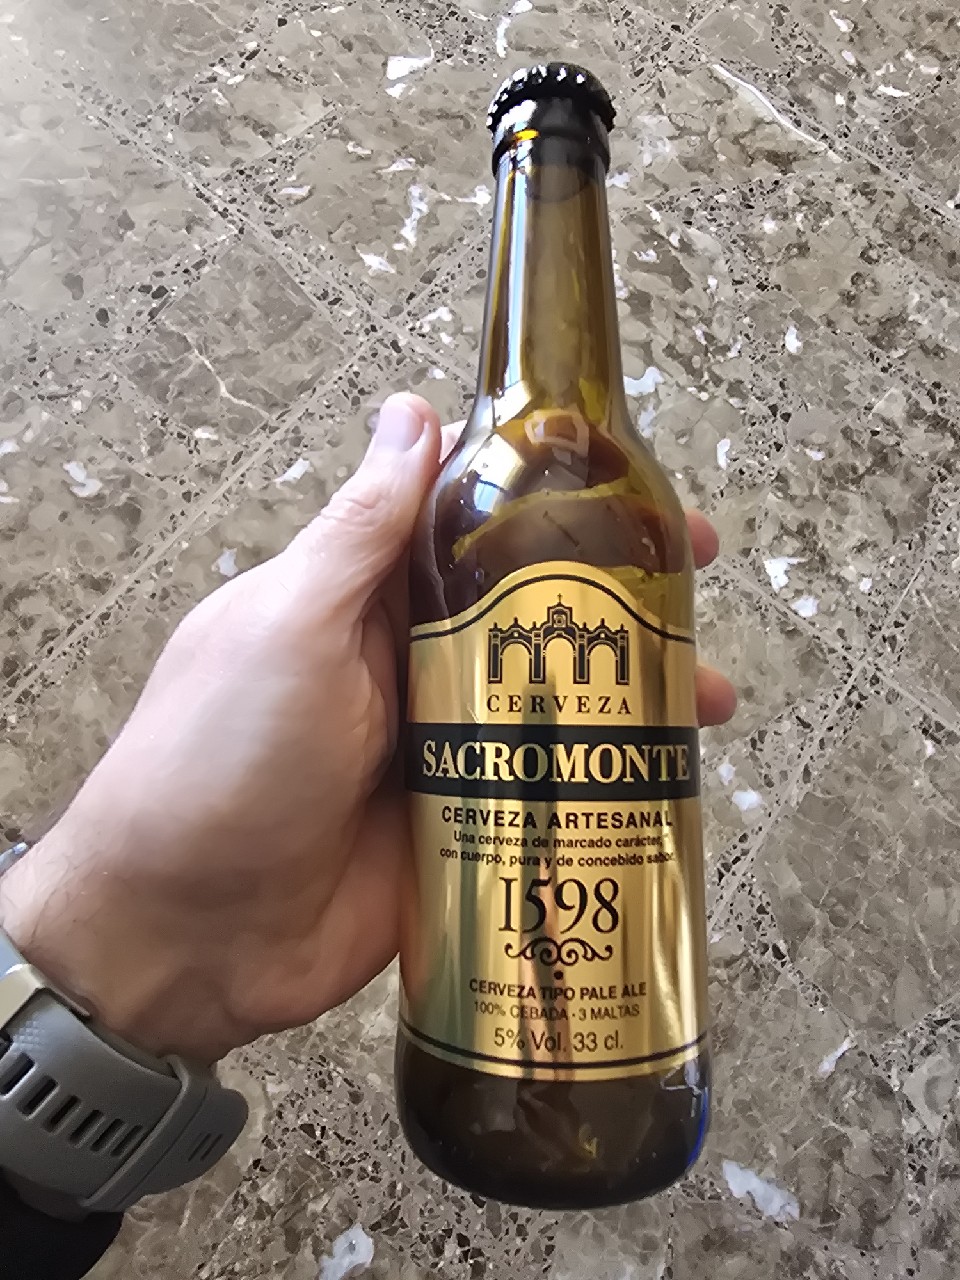 CERVEZA
SACROMONTE
CERVEZA ARTESANAL
Una cerveza de marcado carácter,
con cuerpo, pura y de concebido sabor.
1598
CERVEZA TIPO PALE ALE
100% CEBADA · 3 MALTAS
5% Vol. 33 cl.